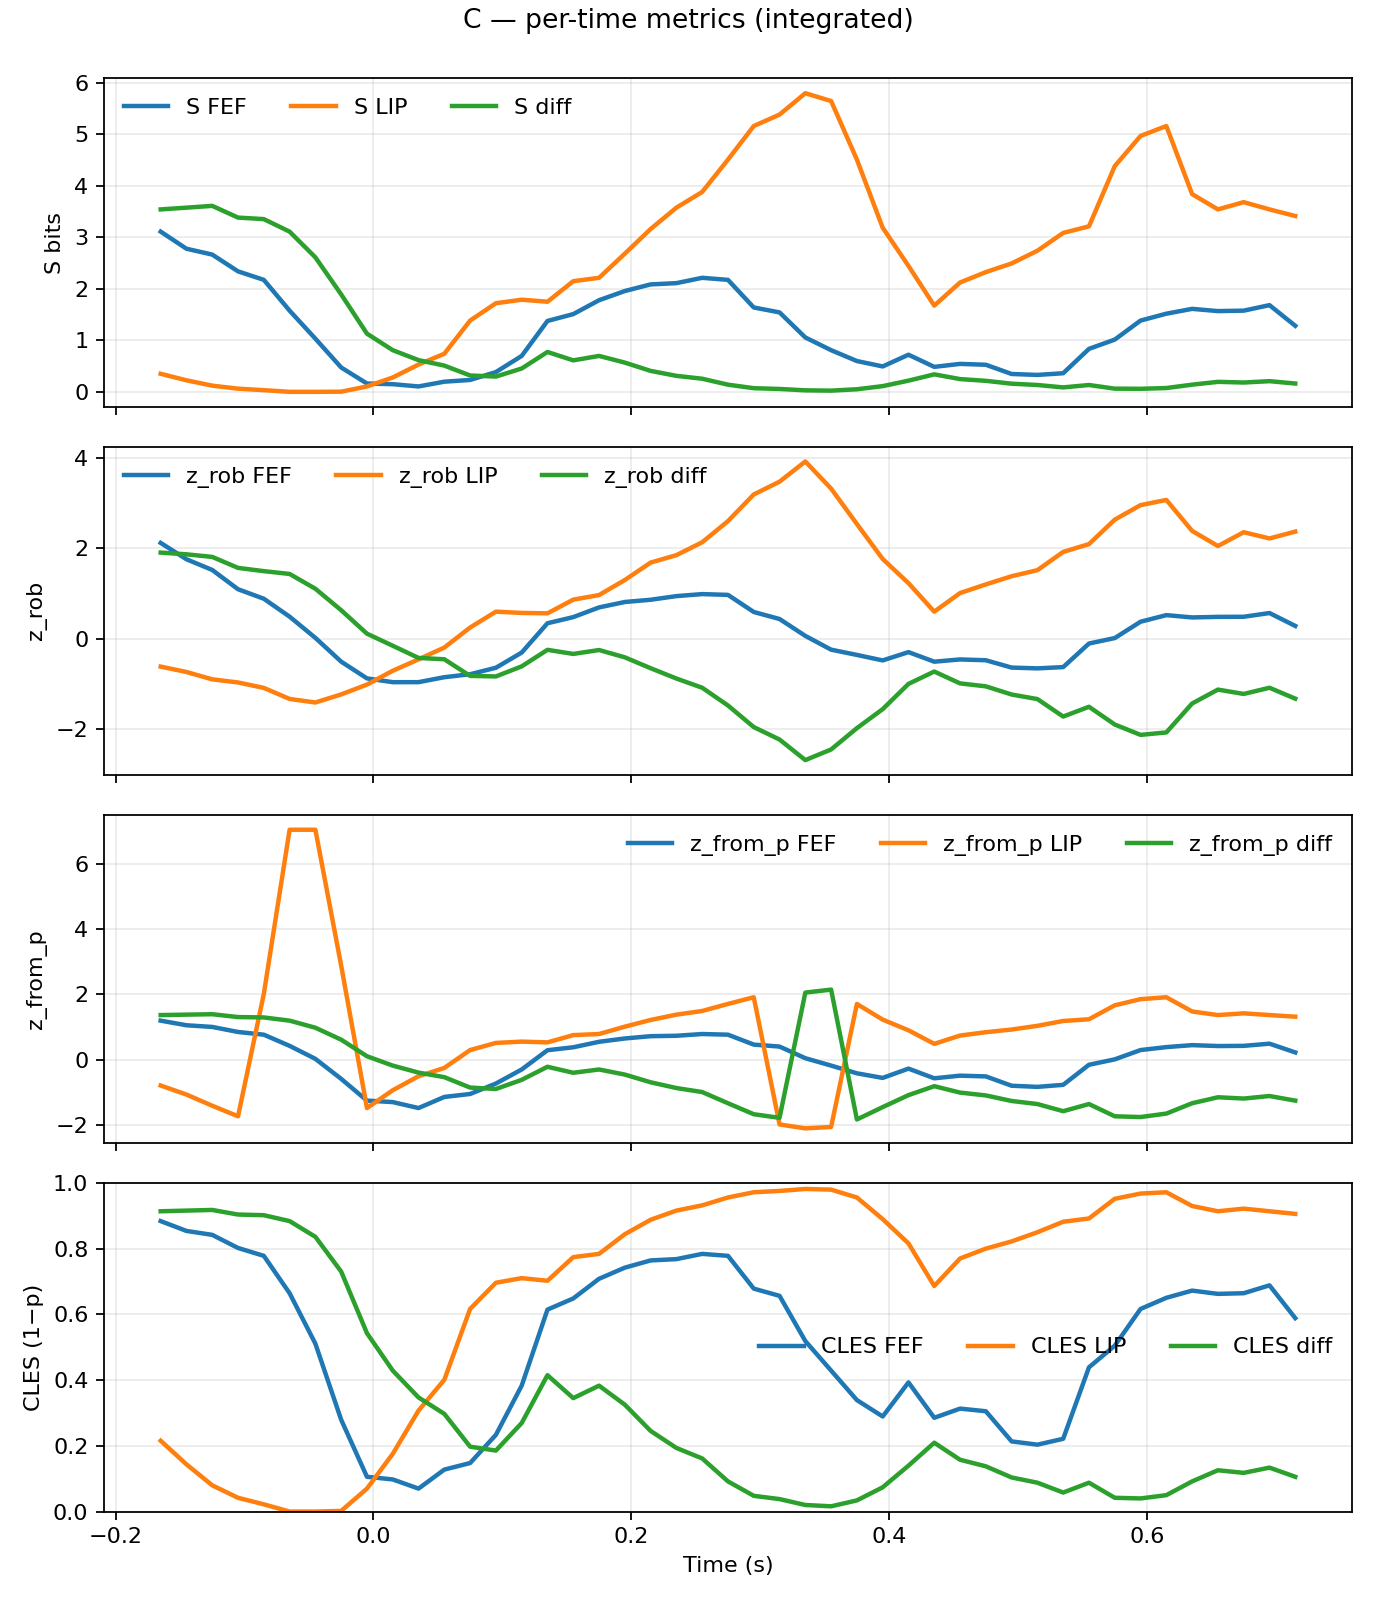 C — per-time metrics (integrated)
S FEF S LIP S diff
6
5
4
3
2
1
0
S bits
z_rob FEF z_rob LIP z_rob diff
4
2
0
−2
z_rob
z_from_p FEF z_from_p LIP z_from_p diff
6
4
2
0
−2
z_from_p
1.0
0.8
0.6
0.4
0.2
0.0
CLES (1−p)
CLES FEF CLES LIP CLES diff
−0.2 0.0 0.2 0.4 0.6
Time (s)